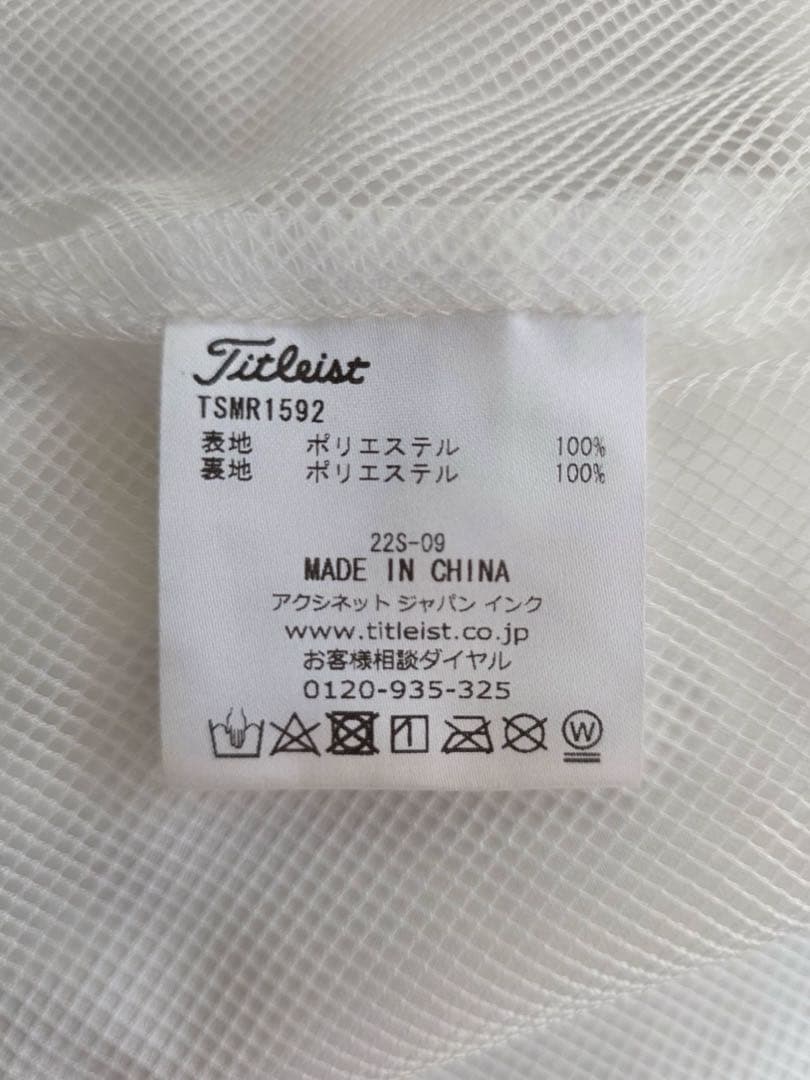 Titleist
TSMR1592
表地 ポリエステル 100%
裏地 ポリエステル 100%
22S-09
MADE IN CHINA
アクシネット ジャパン インク
www.titleist.co.jp
お客様相談ダイヤル
0120-935-325
W